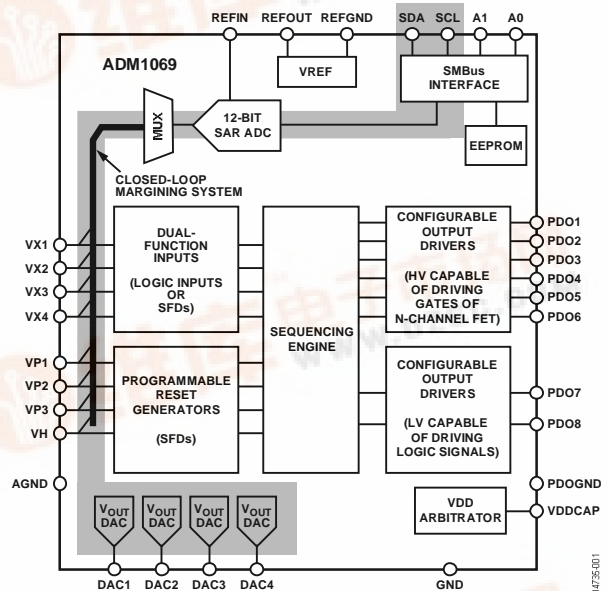 REFIN REFOUT REFGND SDA SCL A1 A0
ADM1069
VREF
SMBus
INTERFACE
MUX
12-BIT
SAR ADC
EEPROM
CLOSED-LOOP
MARGINING SYSTEM
VX1
VX2
VX3
VX4
DUAL-
FUNCTION
INPUTS
(LOGIC INPUTS
OR
SFDs)
SEQUENCING
ENGINE
CONFIGURABLE
OUTPUT
DRIVERS
(HV CAPABLE
OF DRIVING
GATES OF
N-CHANNEL FET)
PDO1
PDO2
PDO3
PDO4
PDO5
PDO6
VP1
VP2
VP3
VH
PROGRAMMABLE
RESET
GENERATORS
(SFDs)
CONFIGURABLE
OUTPUT
DRIVERS
(LV CAPABLE
OF DRIVING
LOGIC SIGNALS)
PDO7
PDO8
AGND
PDOGND
VDD
ARBITRATOR
VDDCAP
VOUT
DAC
VOUT
DAC
VOUT
DAC
VOUT
DAC
DAC1 DAC2 DAC3 DAC4 GND
04735-001